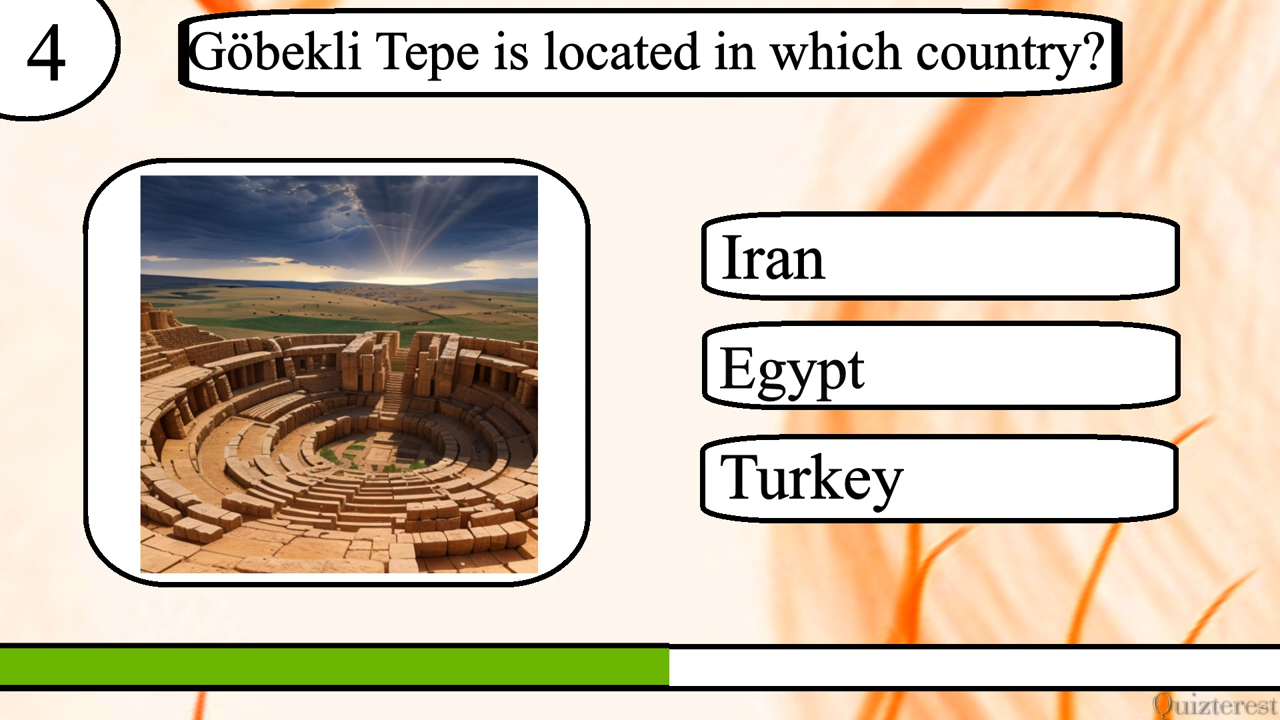 4
Göbekli Tepe is located in which country?
Iran
Egypt
Turkey
Quizterest